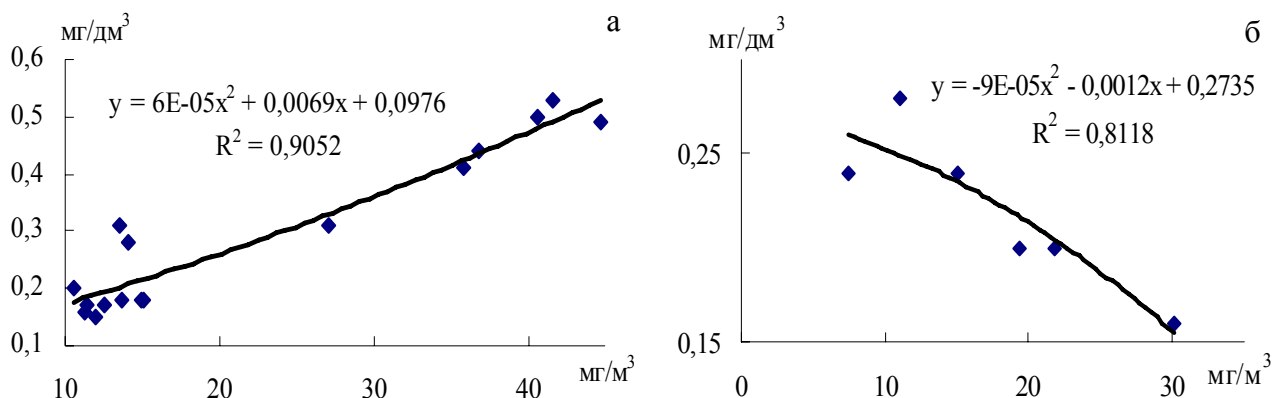 а
мг/дм³
0,6
0,5
0,4
0,3
0,2
0,1
y = 6E-05x² + 0,0069x + 0,0976
R² = 0,9052
10 20 30 40 мг/м³
б
мг/дм³
y = -9E-05x² - 0,0012x + 0,2735
R² = 0,8118
0,25
0,15
0 10 20 30 мг/м³